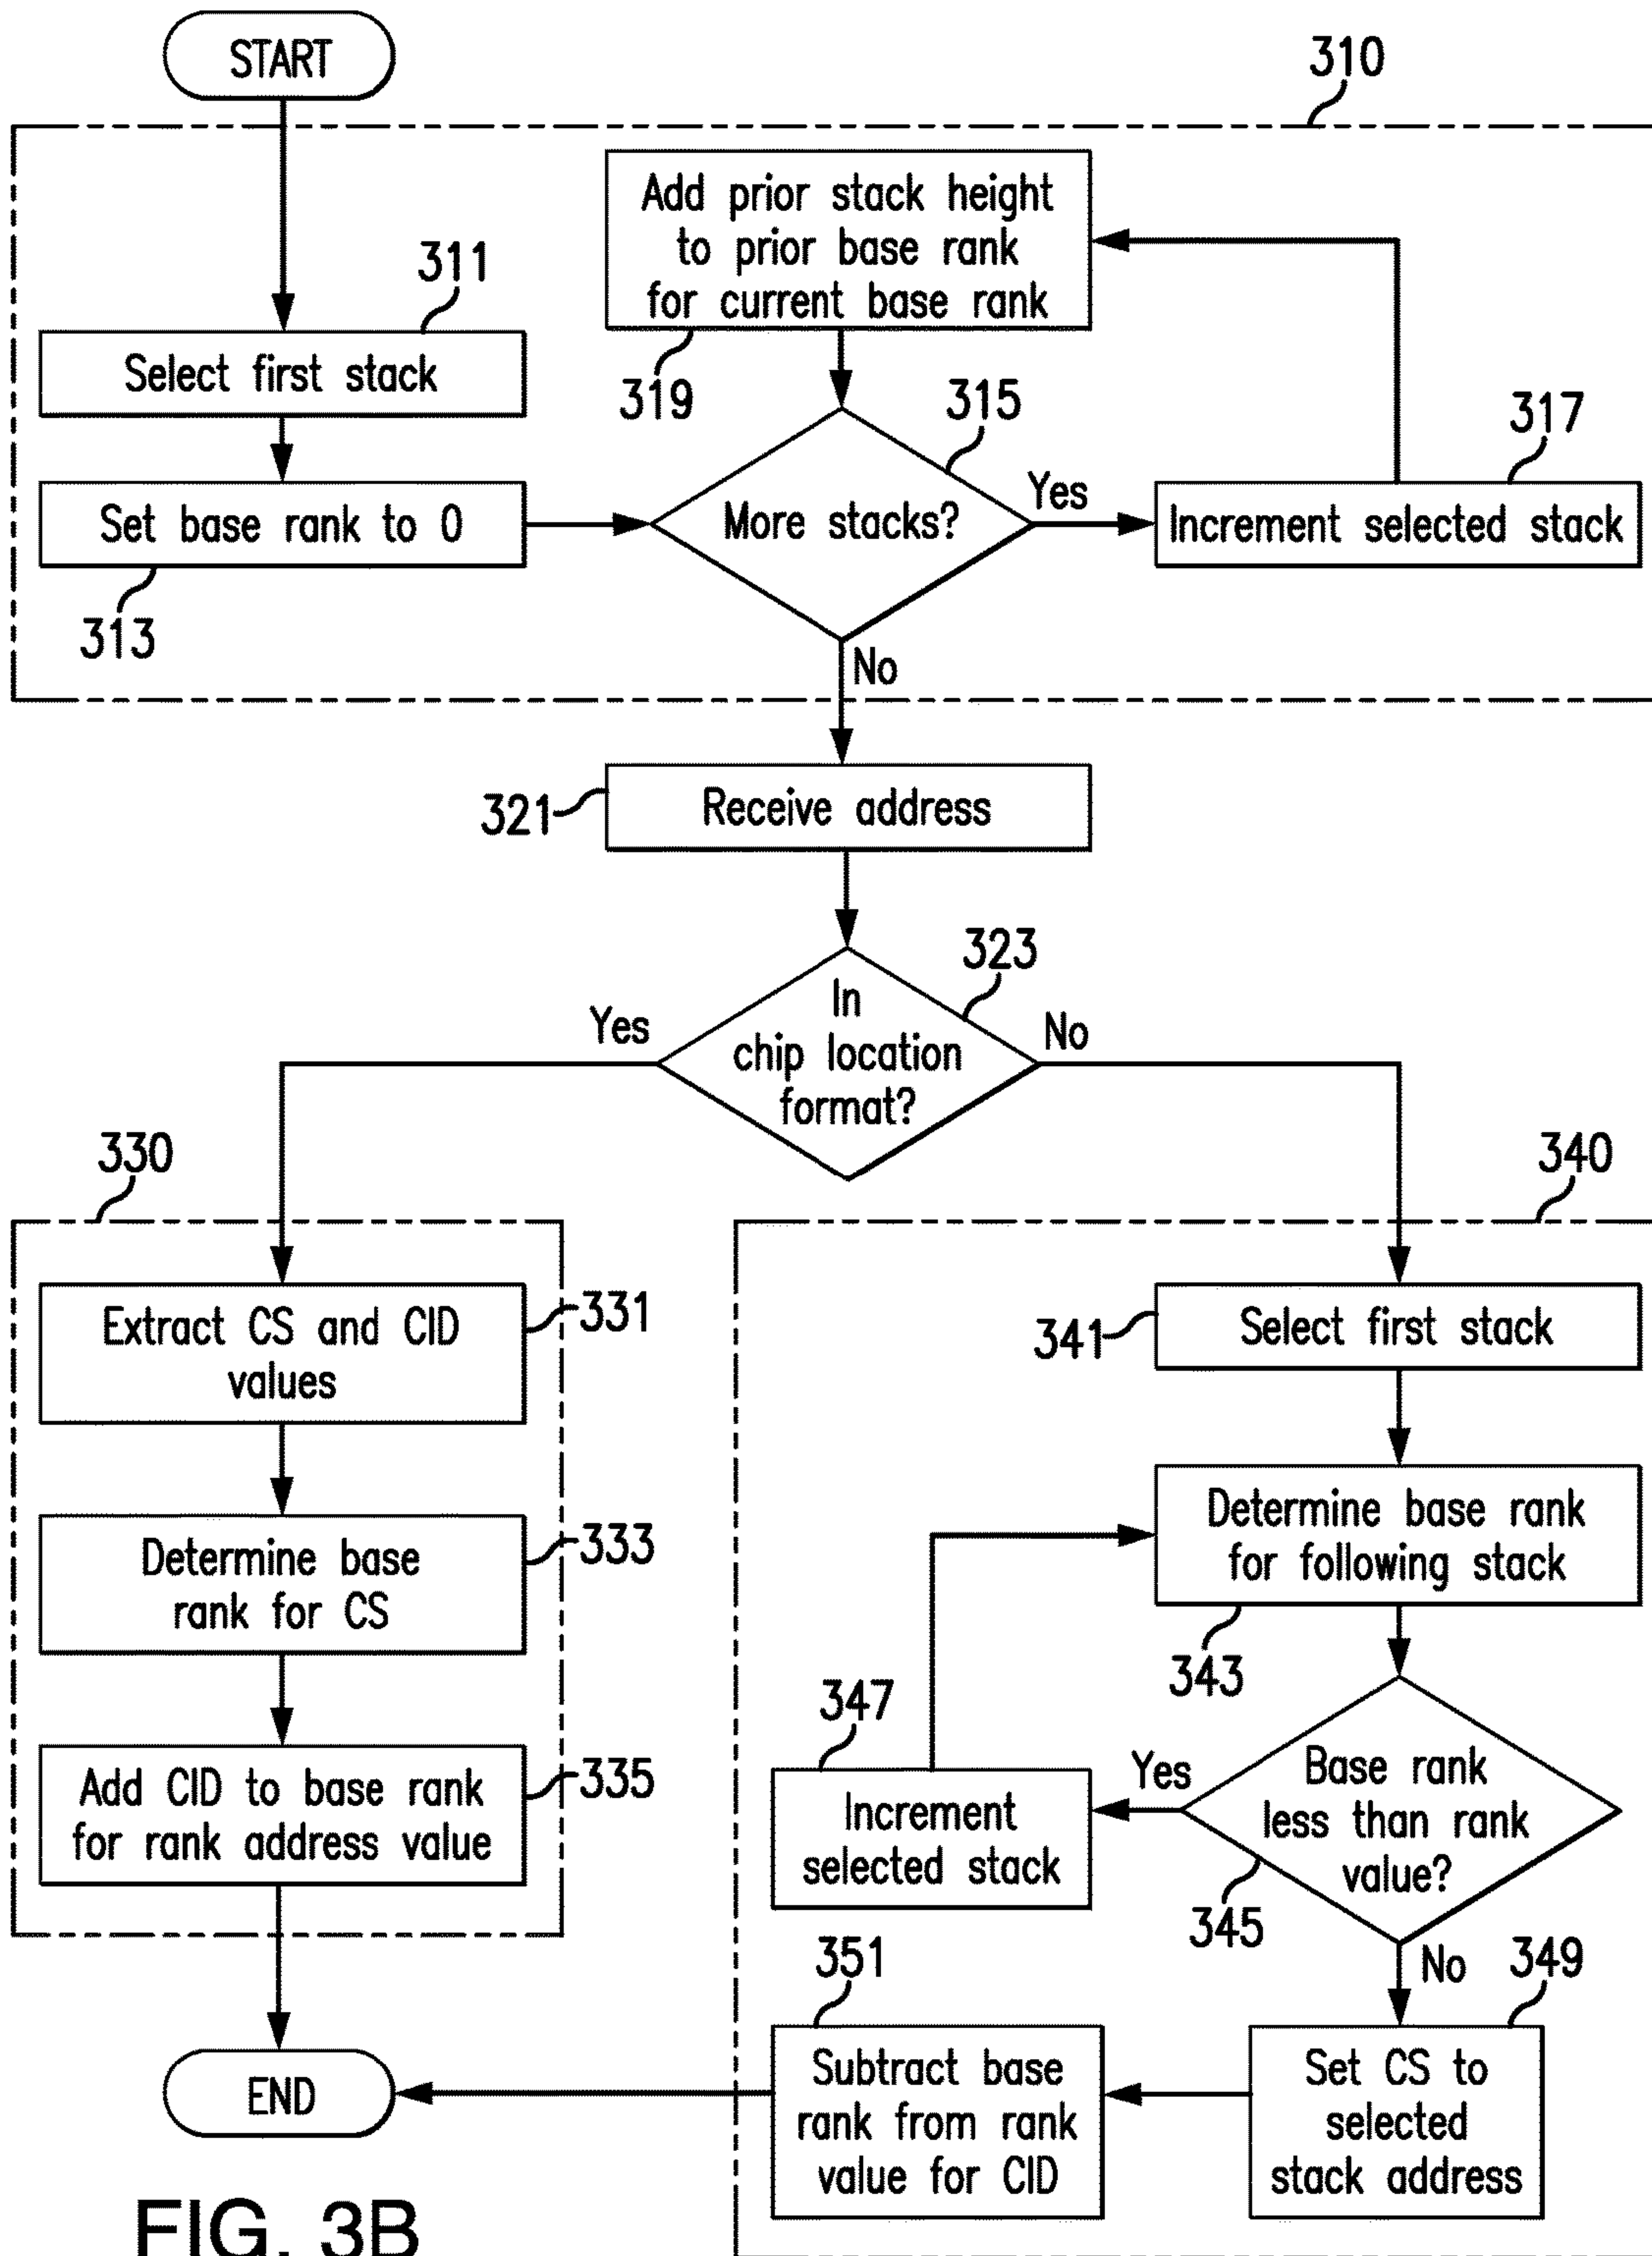 START
310
Add prior stack height
to prior base rank
for current base rank
311
Select first stack
319
315
317
Set base rank to 0
More stacks?
Yes
Increment selected stack
313
No
321
Receive address
323
In
chip location
format?
Yes
No
330
340
Extract CS and CID
values
331
341
Select first stack
Determine base
rank for CS
333
Determine base rank
for following stack
343
347
Add CID to base rank
for rank address value
335
Increment
selected stack
Yes
Base rank
less than rank
value?
345
No
351
349
END
Subtract base
rank from rank
value for CID
Set CS to
selected
stack address
FIG. 3B